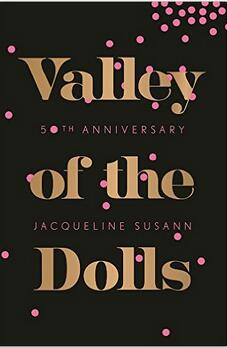 Valley
50TH ANNIVERSARY
of the
JACQUELINE SUSANN
Dolls